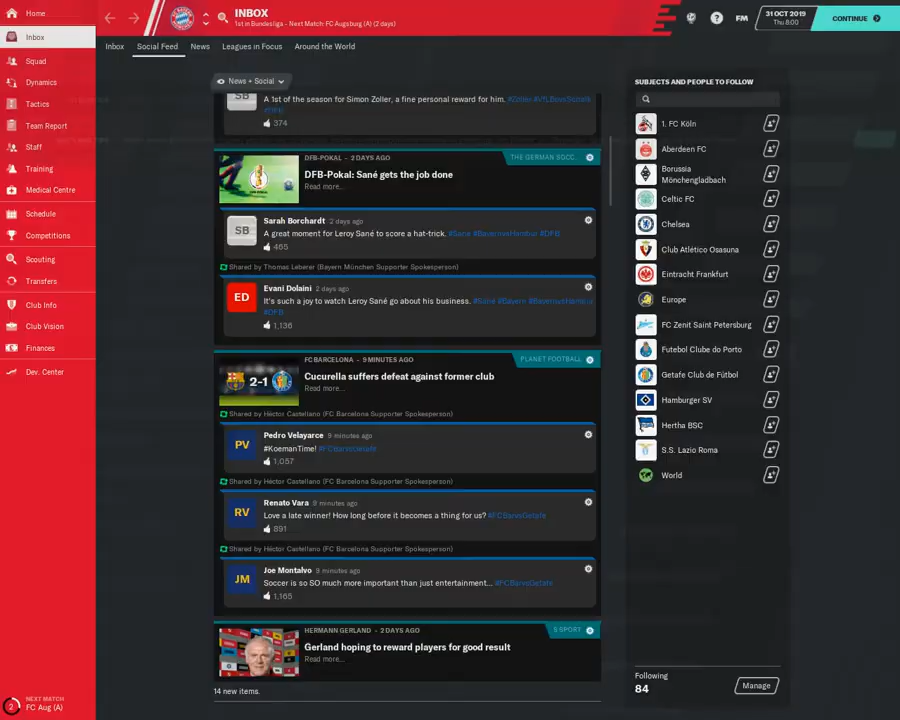 Home
INBOX
1st in Bundesliga - Next Match: FC Augsburg (A) (2 days)
FM
31 OCT 2019
Thu 8:00
CONTINUE
Inbox
Squad
Dynamics
Tactics
Team Report
Staff
Training
Medical Centre
Schedule
Competitions
Scouting
Transfers
Club Info
Club Vision
Finances
Dev. Center
NEXT MATCH
2
FC Aug (A)
Inbox
Social Feed
News
Leagues in Focus
Around the World
News + Social
SB
A 1st of the season for Simon Zoller, a fine personal reward for him.
#DFB
374
DFB-POKAL - 2 DAYS AGO
THE GERMAN SOCC...
DFB-Pokal: Sané gets the job done
Read more...
SB
Sarah Borchardt 2 days ago
A great moment for Leroy Sané to score a hat-trick. #Sane #BayernvsHambur #DFB
465
Shared by Thomas Leberer (Bayern München Supporter Spokesperson)
ED
Evani Dolaini 2 days ago
It's such a joy to watch Leroy Sané go about his business. #Sane #Bayern #BayernvsHambur
#DFB
1,136
FC BARCELONA - 9 MINUTES AGO
PLANET FOOTBALL
2-1
Cucurella suffers defeat against former club
Read more...
Shared by Héctor Castellano (FC Barcelona Supporter Spokesperson)
PV
Pedro Velayarce 9 minutes ago
#KoemanTime! #FCBarvsGetafe
1,057
Shared by Héctor Castellano (FC Barcelona Supporter Spokesperson)
RV
Renato Vara 9 minutes ago
Love a late winner! How long before it becomes a thing for us? #FCBarvsGetafe
891
Shared by Héctor Castellano (FC Barcelona Supporter Spokesperson)
JM
Joe Montalvo 9 minutes ago
Soccer is so SO much more important than just entertainment... #FCBarvsGetafe
1,165
HERMANN GERLAND - 2 DAYS AGO
Gerland hoping to reward players for good result
Read more...
14 new items.
SUBJECTS AND PEOPLE TO FOLLOW
1. FC Köln
Aberdeen FC
Borussia
Mönchengladbach
Celtic FC
Chelsea
Club Atlético Osasuna
Eintracht Frankfurt
Europe
FC Zenit Saint Petersburg
Futebol Clube do Porto
Getafe Club de Fútbol
Hamburger SV
Hertha BSC
S.S. Lazio Roma
World
Following
84
Manage